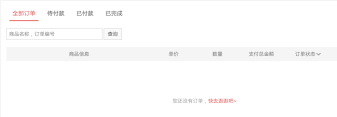 全部订单 待付款 已付款 已完成
商品名称，订单编号 查询
商品信息 单价 数量 支付总金额 订单状态
您还没有订单，快去逛逛吧~